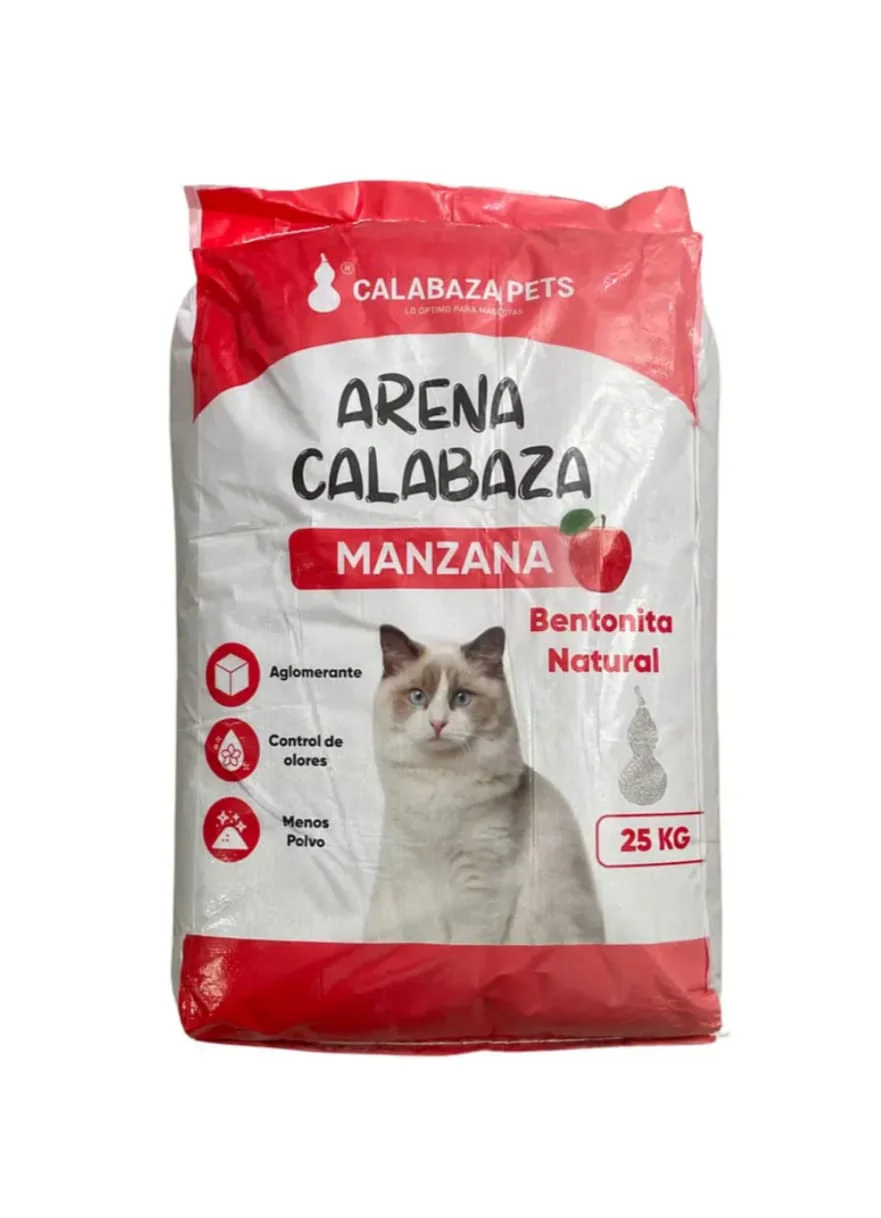 CALABAZA PETS
LO ÓPTIMO PARA MASCOTAS
ARENA
CALABAZA
MANZANA
Bentonita
Natural
Aglomerante
Control de
olores
Menos
Polvo
25 KG